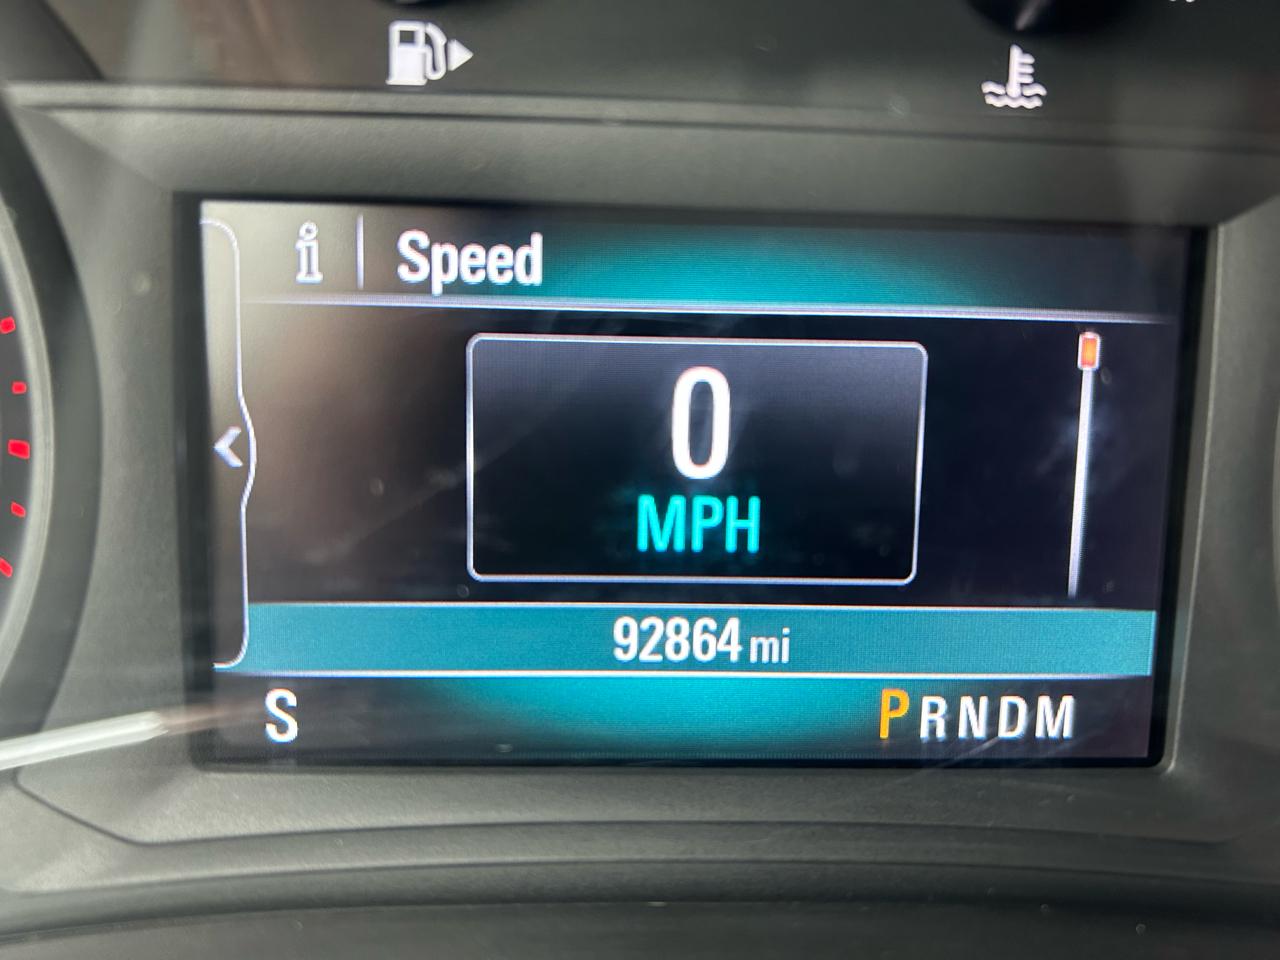 i Speed
0
MPH
92864 mi
S PRNDM